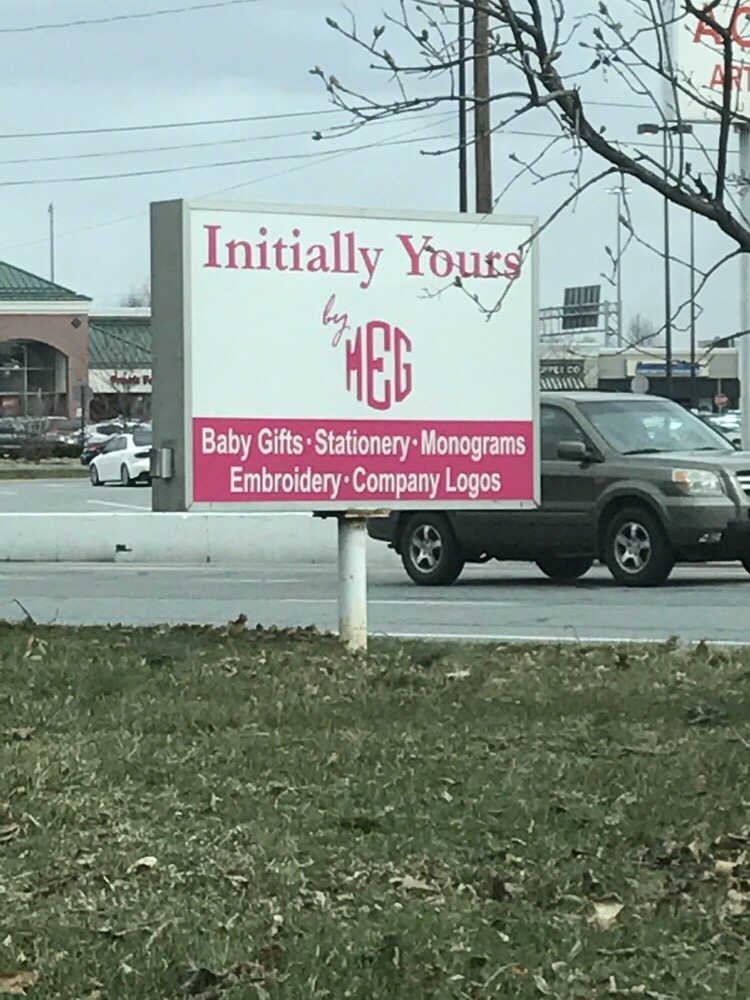 Initially Yours
by
MEG
Baby Gifts·Stationery·Monograms
Embroidery·Company Logos